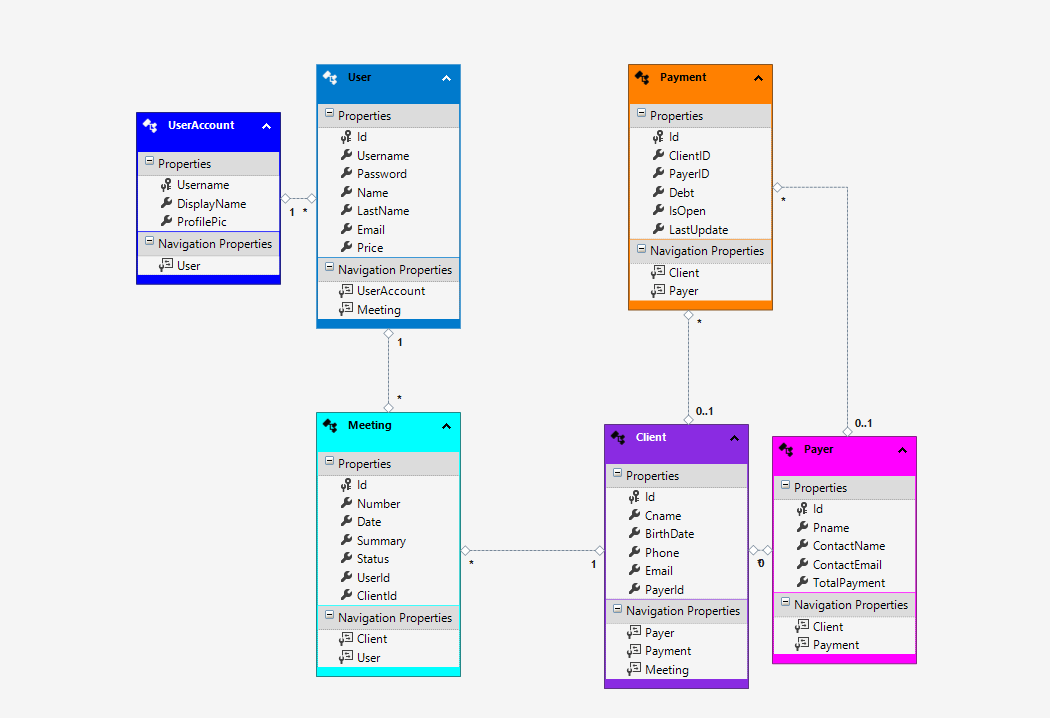 UserAccount
Properties
Username
DisplayName
ProfilePic
Navigation Properties
User
1
*
User
Properties
Id
Username
Password
Name
LastName
Email
Price
Navigation Properties
UserAccount
Meeting
1
*
Meeting
Properties
Id
Number
Date
Summary
Status
UserId
ClientId
Navigation Properties
Client
User
*
1
Payment
Properties
Id
ClientID
PayerID
Debt
IsOpen
LastUpdate
Navigation Properties
Client
Payer
*
*
0..1
0..1
Client
Properties
Id
Cname
BirthDate
Phone
Email
PayerId
Navigation Properties
Payer
Payment
Meeting
Payer
Properties
Id
Pname
ContactName
ContactEmail
TotalPayment
Navigation Properties
Client
Payment